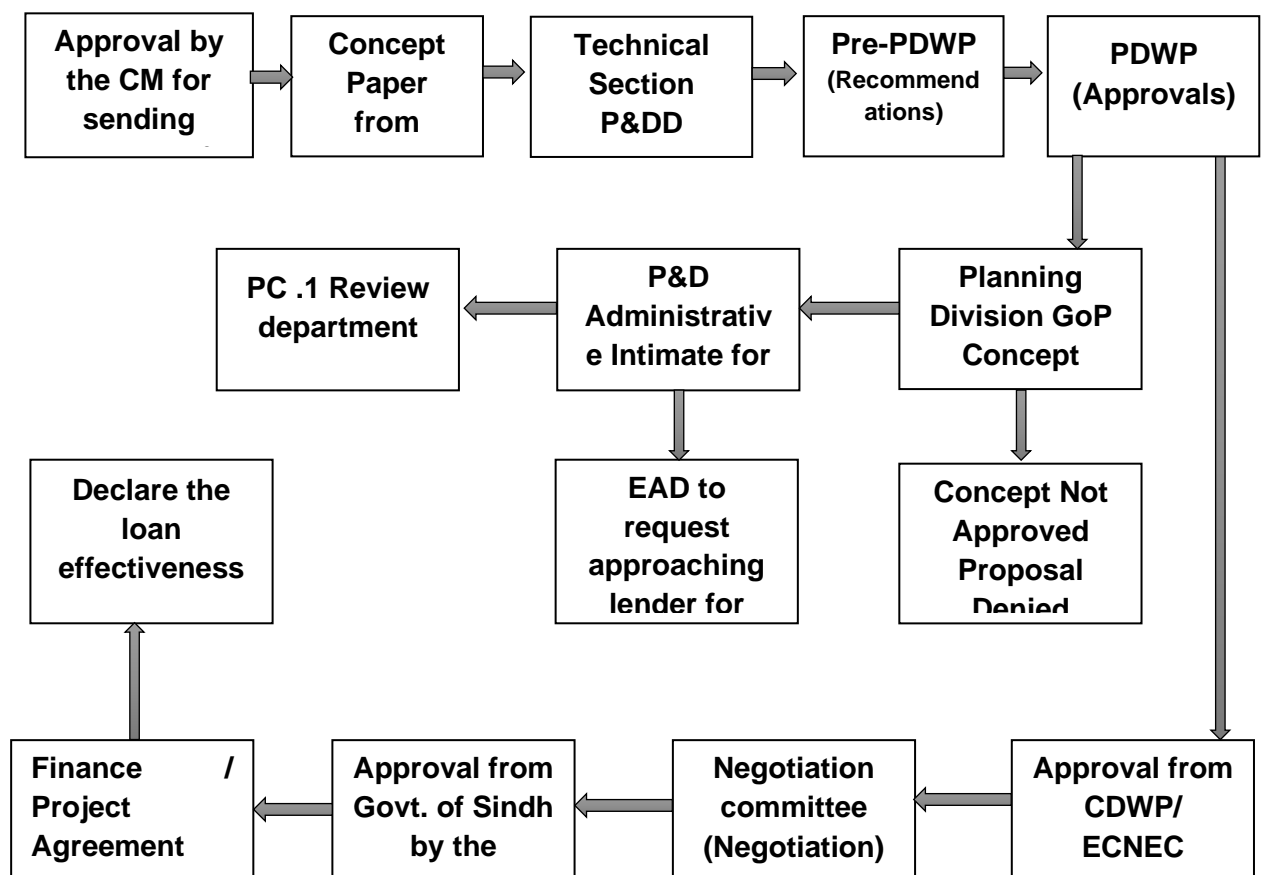 Approval by
the CM for
sending
Concept
Paper
from
Technical
Section
P&DD
Pre-PDWP
(Recommend
ations)
PDWP
(Approvals)
PC .1 Review
department
P&D
Administrativ
e Intimate for
Planning
Division GoP
Concept
Declare the
loan
effectiveness
EAD to
request
approaching
lender for
Concept Not
Approved
Proposal
Denied
Finance /
Project
Agreement
Approval from
Govt. of Sindh
by the
Negotiation
committee
(Negotiation)
Approval from
CDWP/
ECNEC